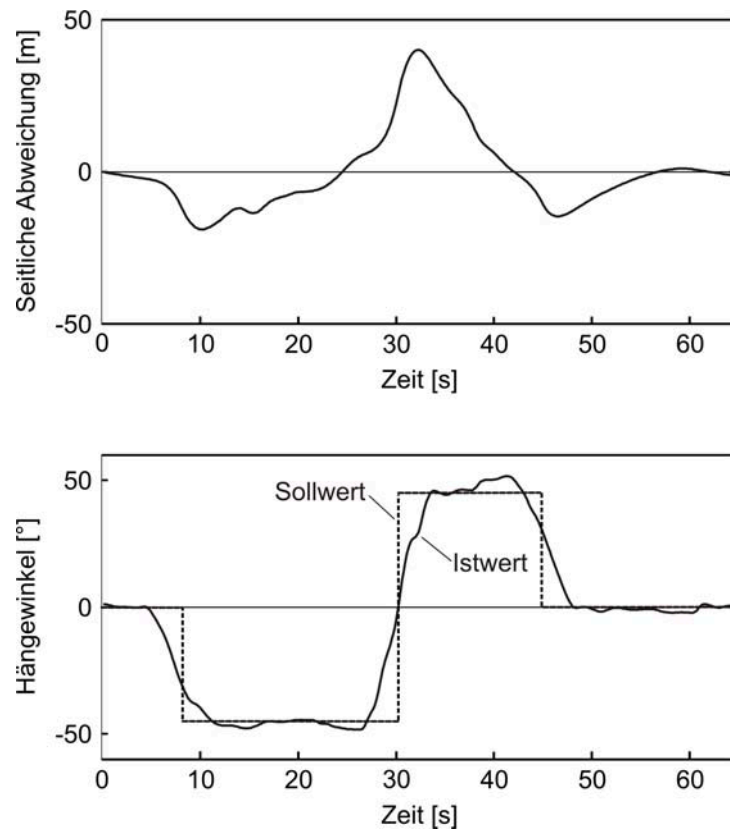 Seitliche Abweichung [m]
50
0
-50
0 10 20 30 40 50 60
Zeit [s]
Hängewinkel [°]
50
0
-50
Sollwert
Istwert
0 10 20 30 40 50 60
Zeit [s]